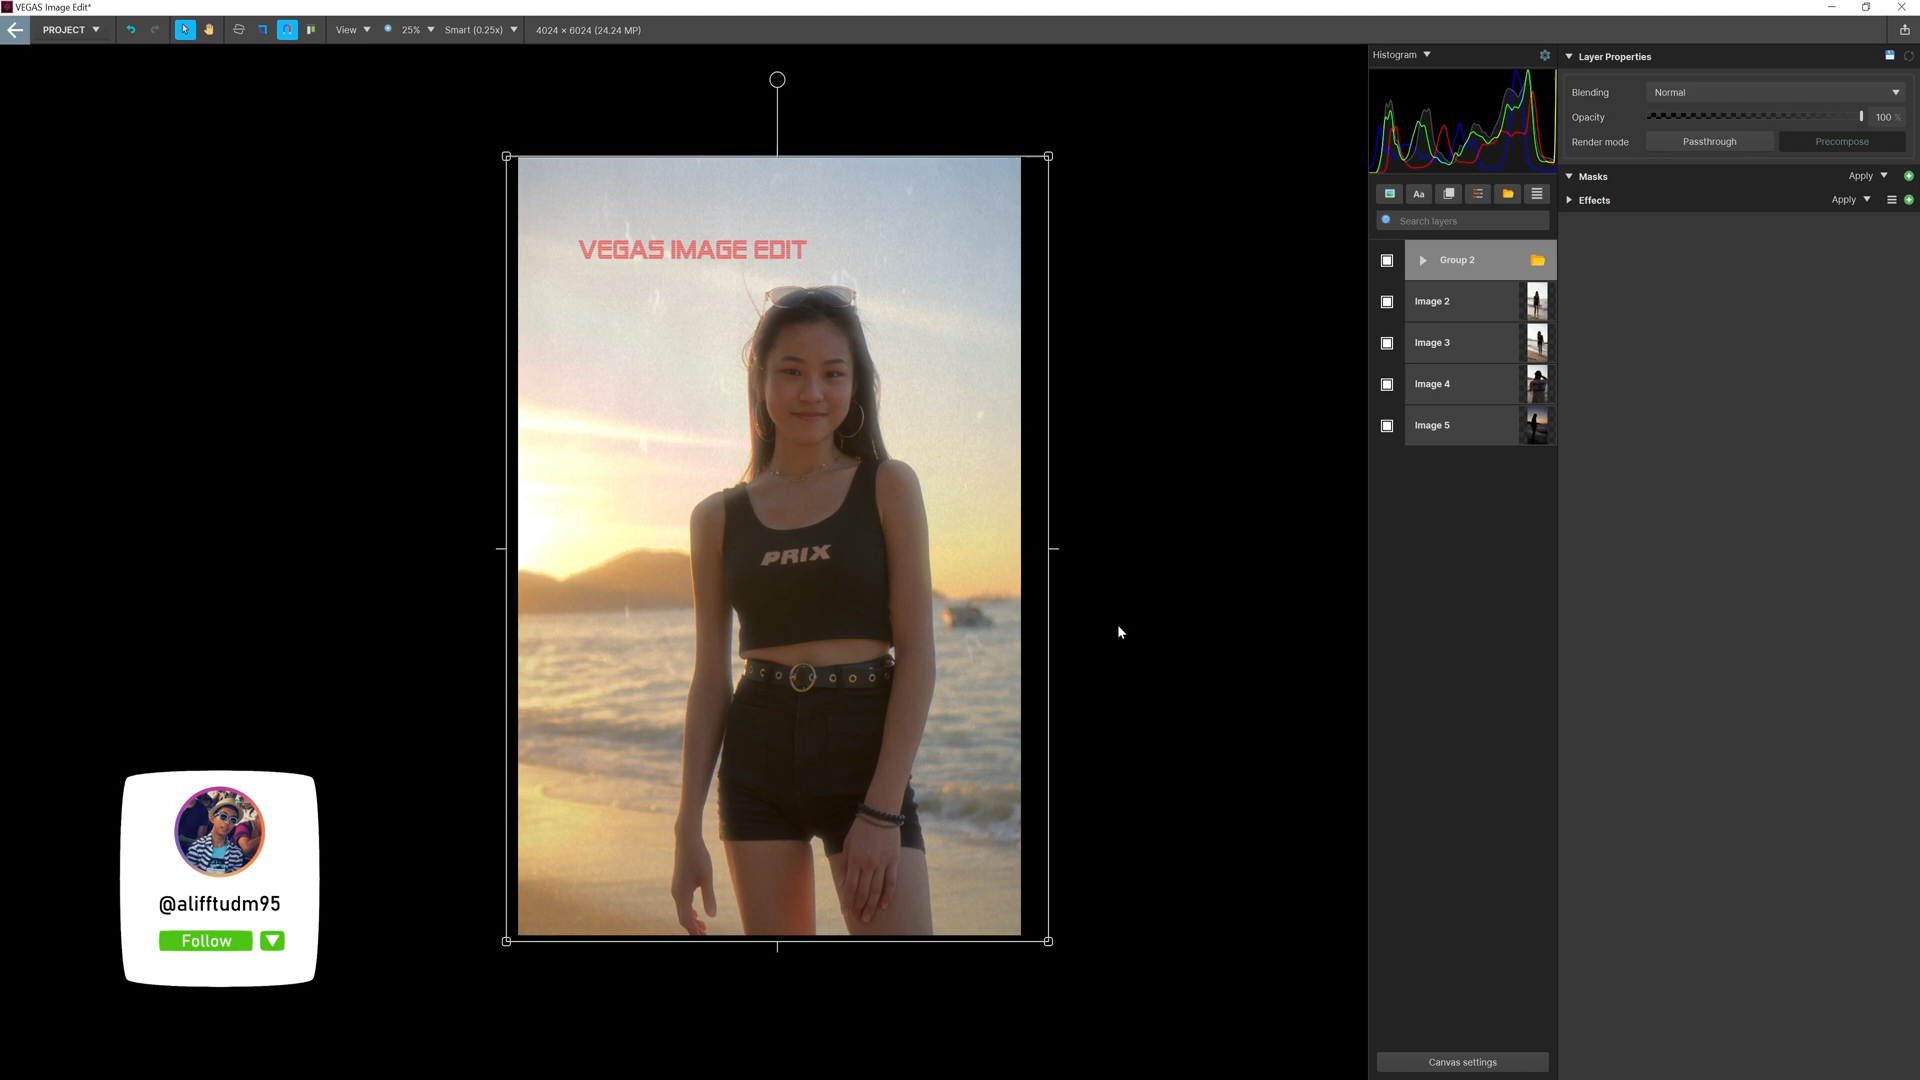 VEGAS Image Edit*
PROJECT
View
25%
Smart (0.25x)
4024 × 6024 (24.24 MP)
Histogram
Layer Properties
Blending
Normal
Opacity
100 %
Render mode
Passthrough
Precompose
Masks
Apply
Effects
Apply
Aa
Search layers
Group 2
Image 2
Image 3
Image 4
Image 5
VEGAS IMAGE EDIT
PRIX
@alifftudm95
Follow
Canvas settings